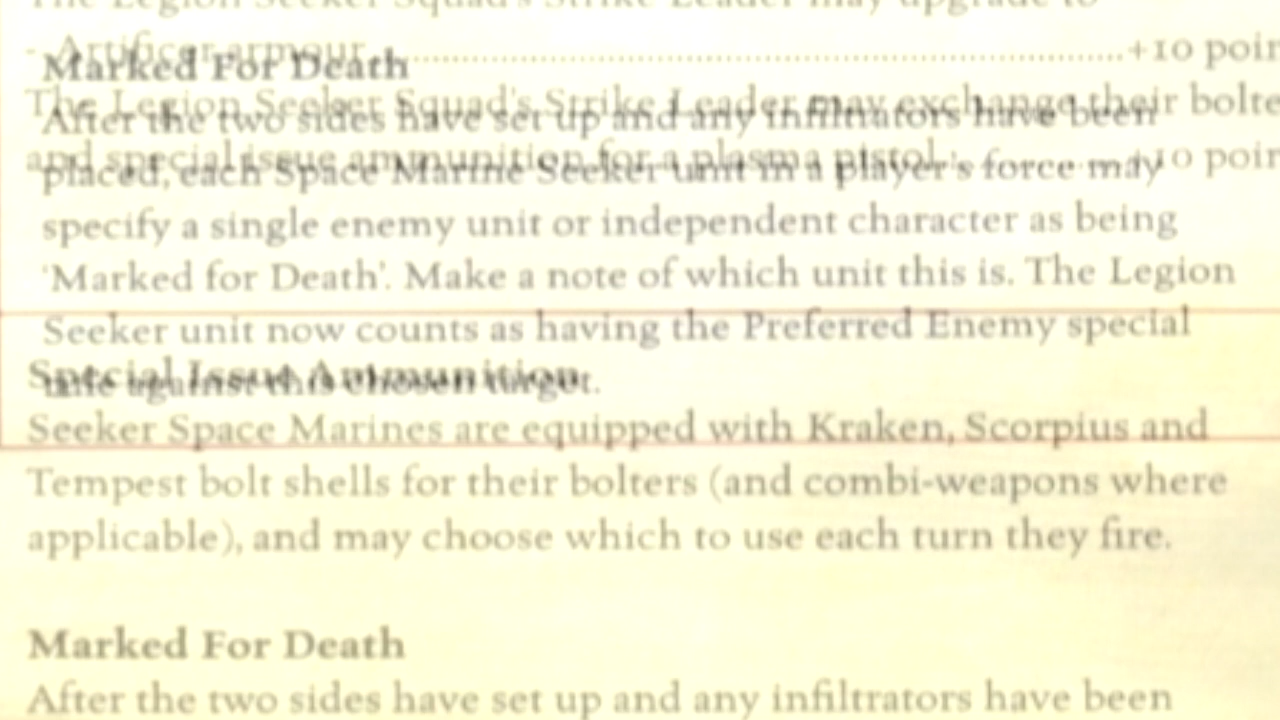 The Legion Seeker Squad's Strike Leader may upgrade to
- Artificer armour ........ +10 poin
Marked For Death
The Legion Seeker Squad's Strike Leader may exchange their bolte
After the two sides have set up and any infiltrators have been
and special issue ammunition for a plasma pistol ........ +10 poin
placed, each Space Marine Seeker unit in a player's force may
specify a single enemy unit or independent character as being
'Marked for Death'. Make a note of which unit this is. The Legion
Seeker unit now counts as having the Preferred Enemy special
Special Issue Ammunition
rule against this chosen target.
Seeker Space Marines are equipped with Kraken, Scorpius and
Tempest bolt shells for their bolters (and combi-weapons where
applicable), and may choose which to use each turn they fire.
Marked For Death
After the two sides have set up and any infiltrators have been